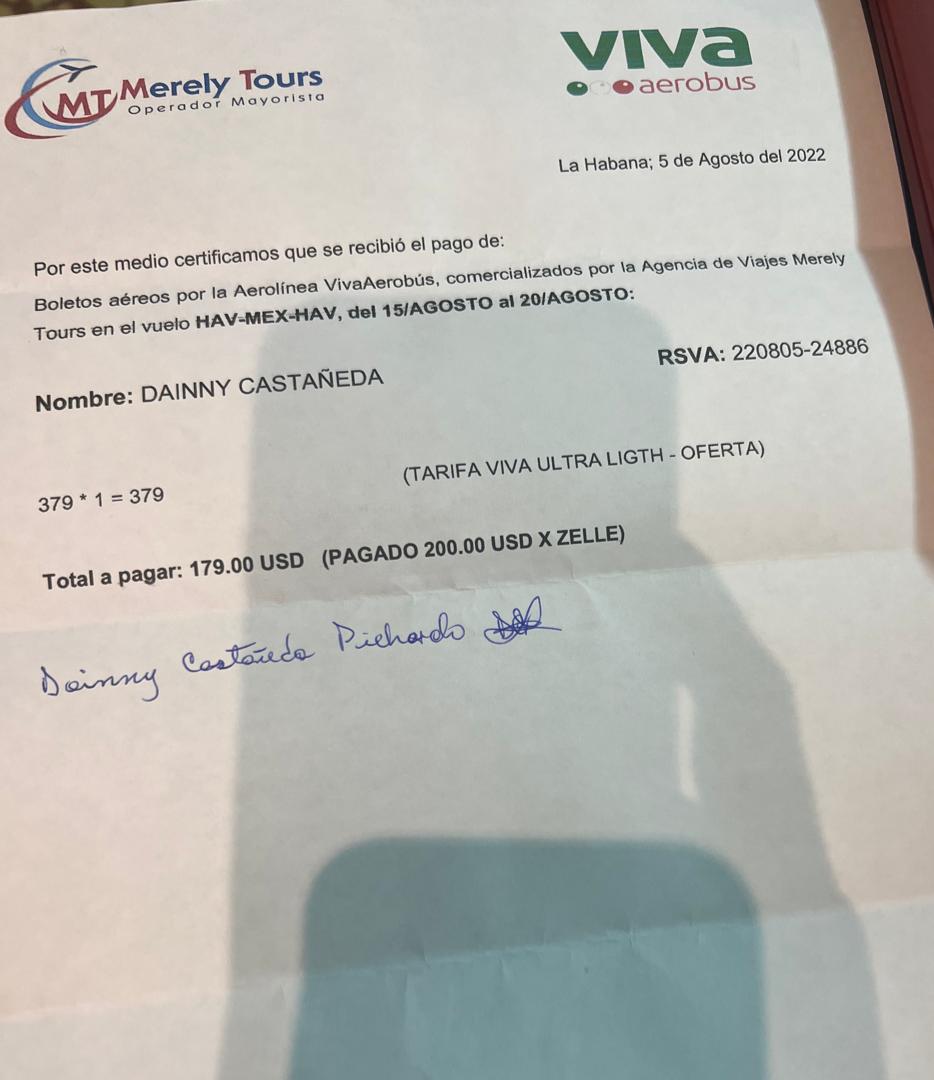 MT Merely Tours
Operador Mayorista
VIVA
aerobus
La Habana; 5 de Agosto del 2022
Por este medio certificamos que se recibió el pago de:
Boletos aéreos por la Aerolínea VivaAerobús, comercializados por la Agencia de Viajes Merely
Tours en el vuelo HAV-MEX-HAV, del 15/AGOSTO al 20/AGOSTO:
RSVA: 220805-24886
Nombre: DAINNY CASTAÑEDA
(TARIFA VIVA ULTRA LIGTH - OFERTA)
379 * 1 = 379
Total a pagar: 179.00 USD (PAGADO 200.00 USD X ZELLE)
Dainny Castañeda Pichardo